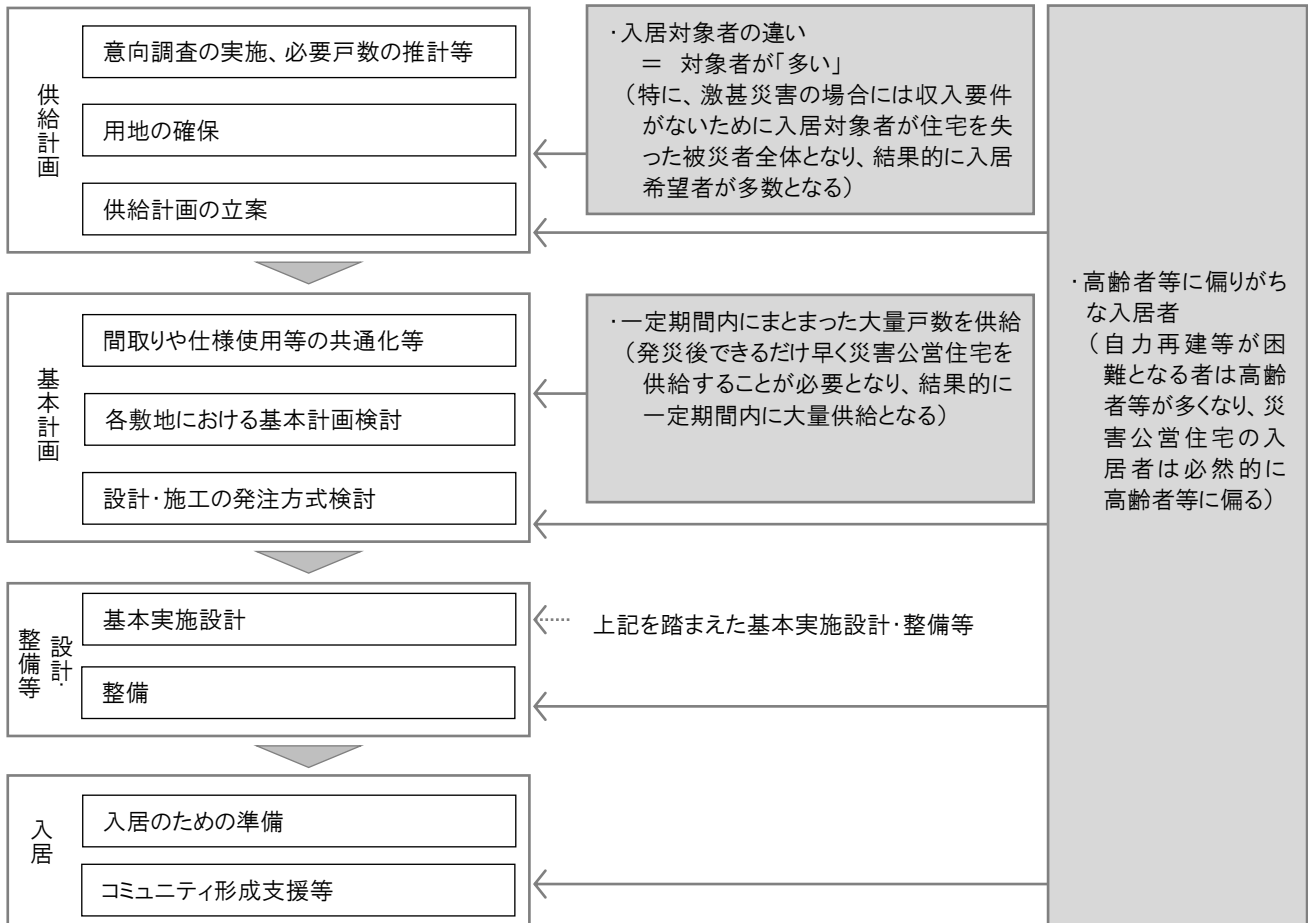 供給計画
意向調査の実施、必要戸数の推計等
用地の確保
供給計画の立案
・入居対象者の違い
＝ 対象者が「多い」
（特に、激甚災害の場合には収入要件
がないために入居対象者が住宅を失
った被災者全体となり、結果的に入居
希望者が多数となる）
基本計画
間取りや仕様使用等の共通化等
各敷地における基本計画検討
設計・施工の発注方式検討
・一定期間内にまとまった大量戸数を供給
（発災後できるだけ早く災害公営住宅を
供給することが必要となり、結果的に
一定期間内に大量供給となる）
設計・
整備等
基本実施設計
整備
上記を踏まえた基本実施設計・整備等
入居
入居のための準備
コミュニティ形成支援等
・高齢者等に偏りがち
な入居者
（自力再建等が困
難となる者は高齢
者等が多くなり、災
害公営住宅の入
居者は必然的に
高齢者等に偏る）